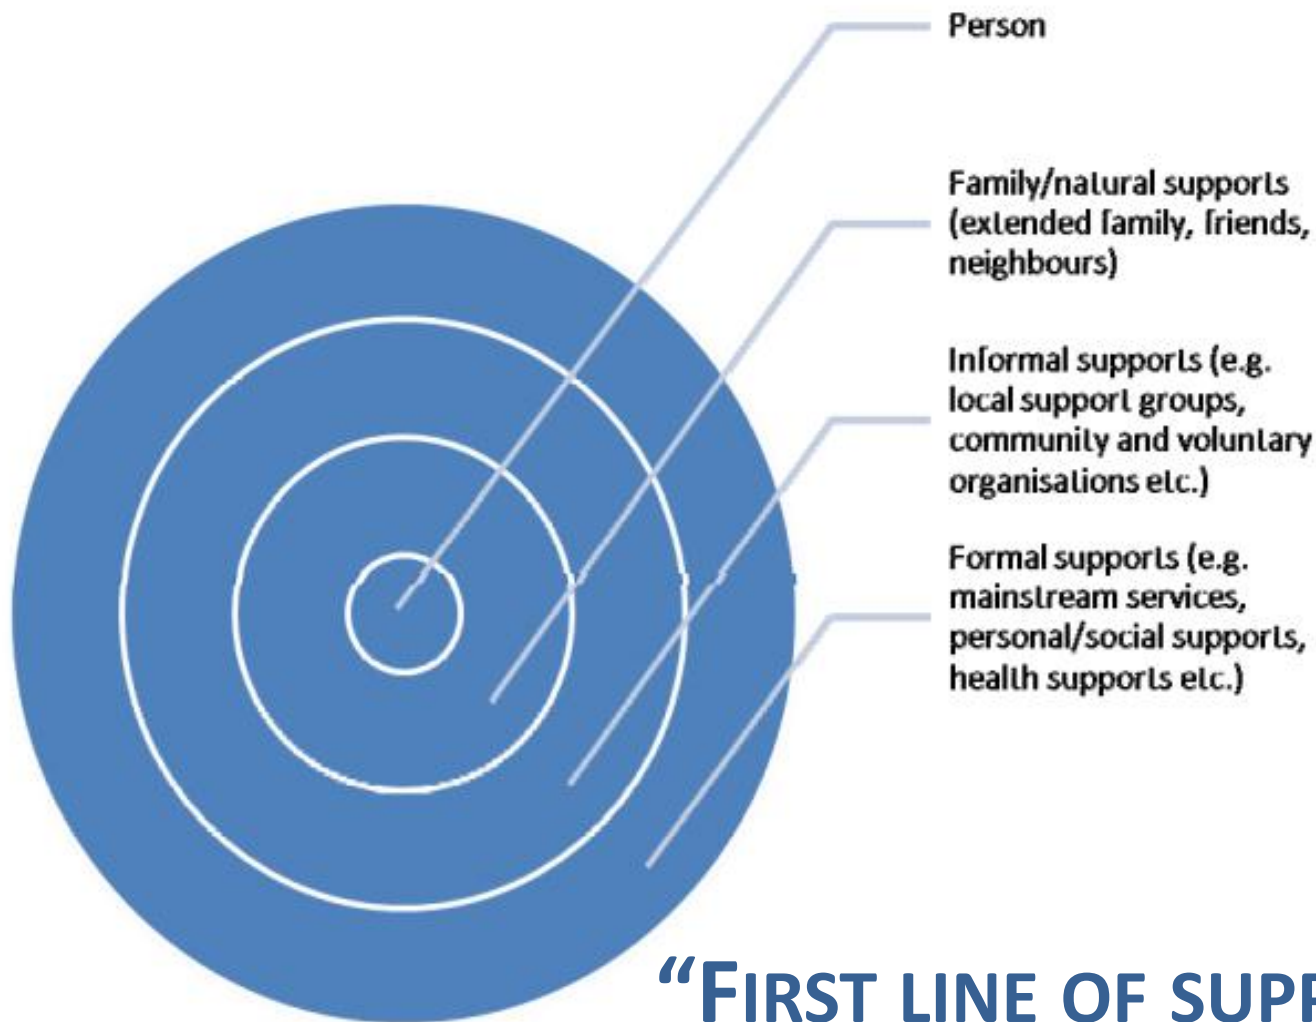 Person
Family/natural supports
(extended family, friends,
neighbours)
Informal supports (e.g.
local support groups,
community and voluntary
organisations etc.)
Formal supports (e.g.
mainstream services,
personal/social supports,
health supports etc.)
“FIRST LINE OF SUPP